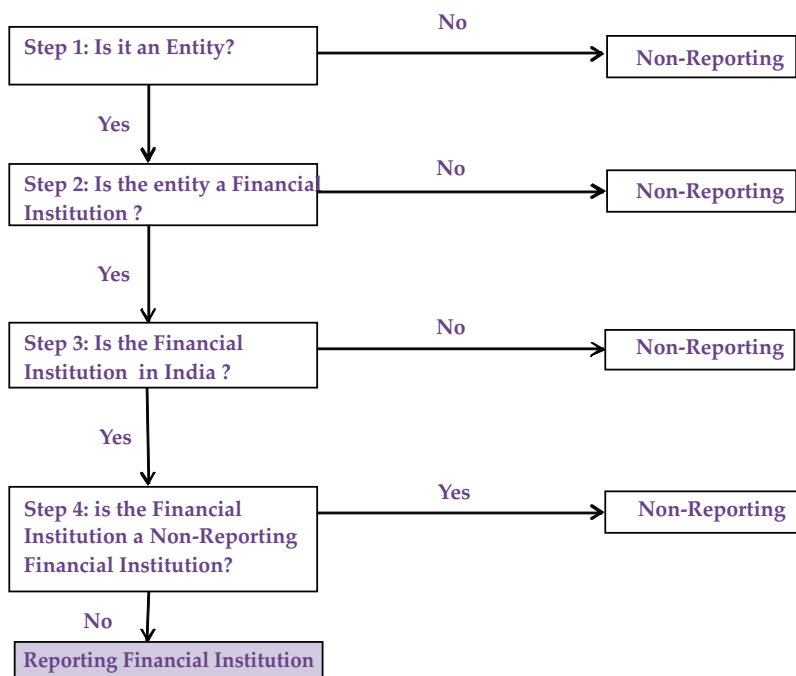 No
Step 1: Is it an Entity?
Non-Reporting
Yes
No
Step 2: Is the entity a Financial
Institution ?
Non-Reporting
Yes
No
Step 3: Is the Financial
Institution in India ?
Non-Reporting
Yes
Yes
Step 4: is the Financial
Institution a Non-Reporting
Financial Institution?
Non-Reporting
No
Reporting Financial Institution